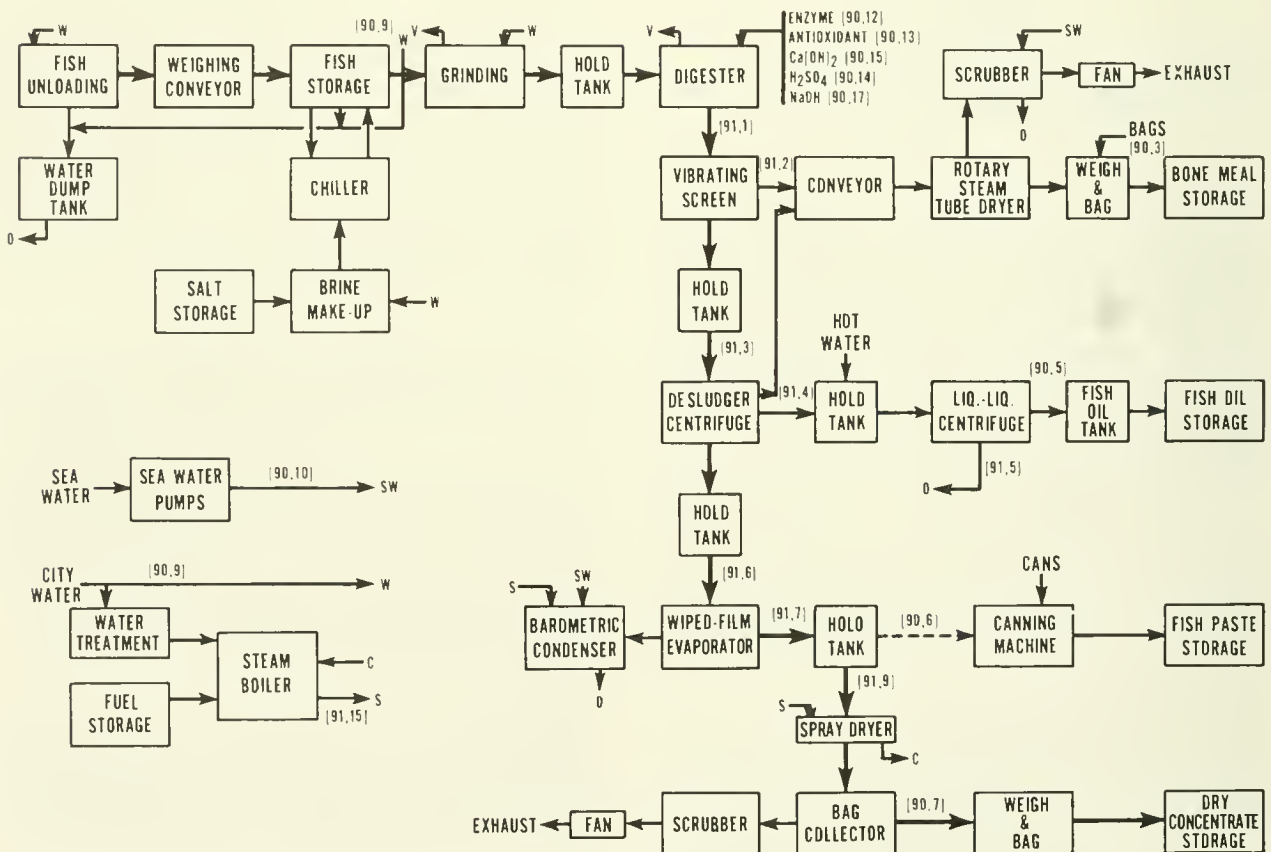 W
FISH
UNLOADING
WEIGHING
CONVEYOR
[90,9]
W
FISH
STORAGE
V
W
GRINDING
HOLD
TANK
V
DIGESTER
ENZYME [90,12]
ANTIOXIDANT [90,13]
Ca(OH)2 [90,15]
H2SO4 [90,14]
NaOH [90,17]
SW
SCRUBBER
FAN
EXHAUST
D
WATER
DUMP
TANK
D
CHILLER
[91,1]
VIBRATING
SCREEN
[91,2]
CONVEYOR
ROTARY
STEAM
TUBE DRYER
BAGS
[90,3]
WEIGH
&
BAG
BONE MEAL
STORAGE
SALT
STORAGE
BRINE
MAKE-UP
W
HOLD
TANK
[91,3]
HOT
WATER
DESLUDGER
CENTRIFUGE
[91,4]
HOLD
TANK
LIQ.-LIQ.
CENTRIFUGE
[90,5]
FISH
OIL
TANK
FISH OIL
STORAGE
[91,5]
D
SEA
WATER
SEA WATER
PUMPS
[90,10]
SW
HOLD
TANK
[91,6]
CITY
WATER
[90,9]
W
WATER
TREATMENT
STEAM
BOILER
C
S
[91,15]
FUEL
STORAGE
S
SW
BAROMETRIC
CONDENSER
D
WIPED-FILM
EVAPORATOR
[91,7]
HOLD
TANK
[90,6]
CANS
CANNING
MACHINE
FISH PASTE
STORAGE
[91,9]
S
SPRAY DRYER
C
EXHAUST
FAN
SCRUBBER
BAG
COLLECTOR
[90,7]
WEIGH
&
BAG
DRY
CONCENTRATE
STORAGE